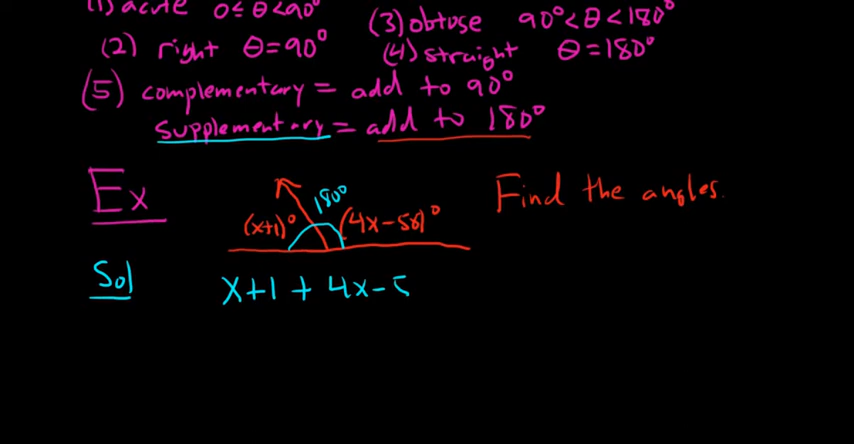 (1) acute 0≤θ<90°
(3) obtuse 90°<θ<180°
(2) right θ=90°
(4) straight θ=180°
(5) complementary = add to 90°
supplementary = add to 180°
Ex
180°
(x+1)°
(4x-56)°
Find the angles.
Sol
x+1 + 4x-5